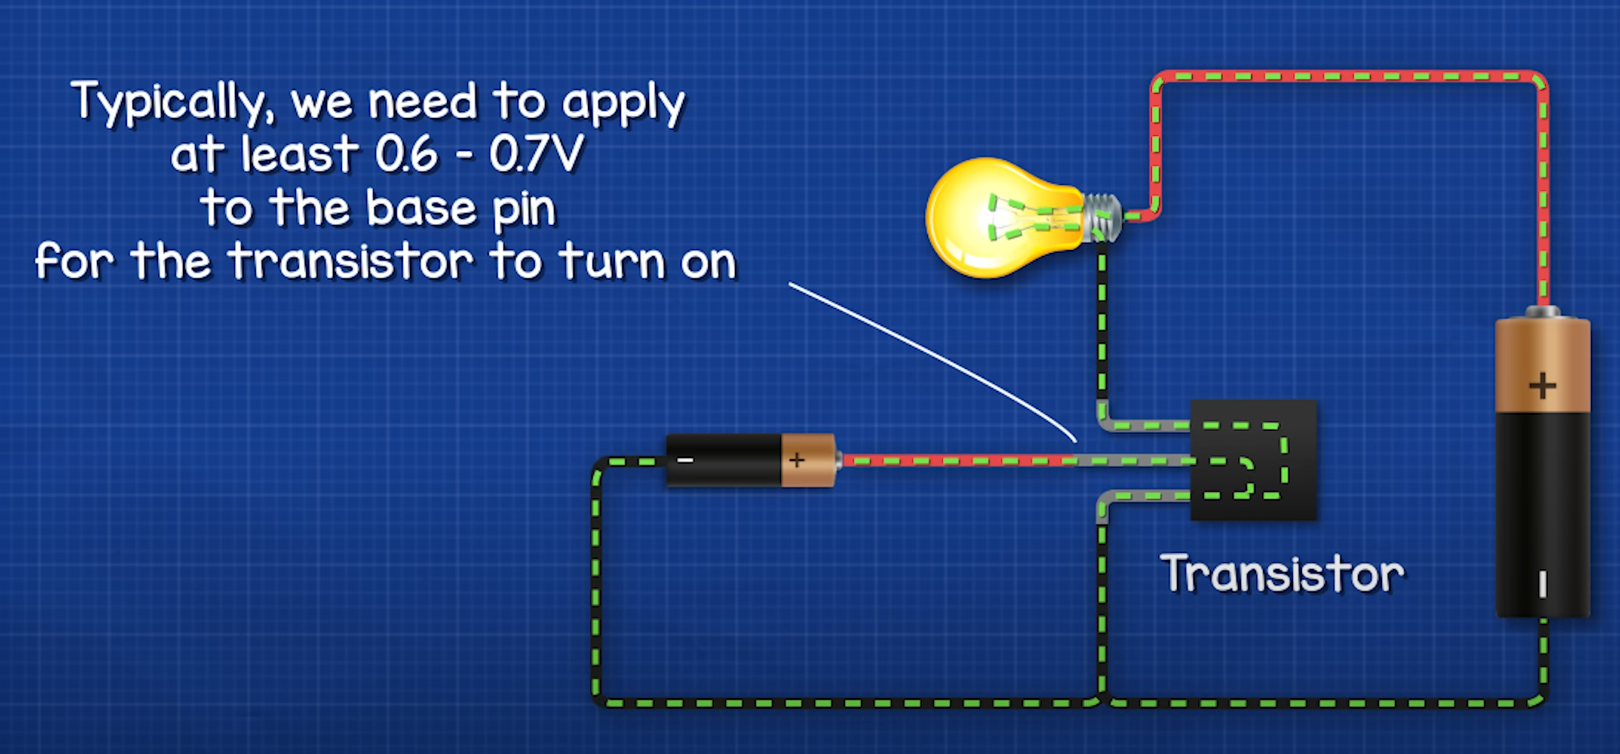 Typically, we need to apply
at least 0.6 - 0.7V
to the base pin
for the transistor to turn on
+
- +
Transistor
-